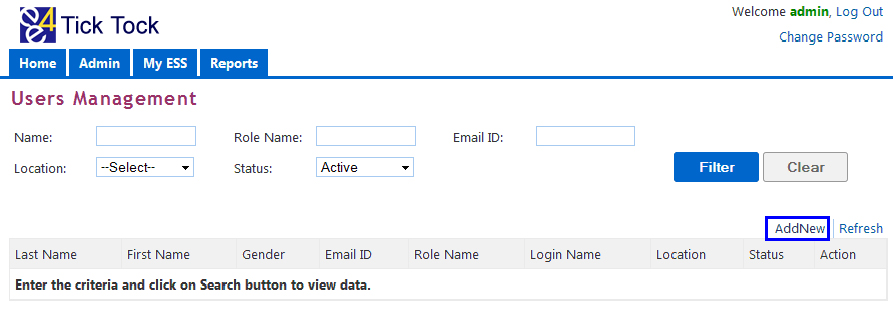 e4e Tick Tock
Welcome admin, Log Out
Change Password
Home Admin My ESS Reports
Users Management
Name: Role Name: Email ID:
Location: --Select-- Status: Active Filter Clear
AddNew Refresh
Last Name First Name Gender Email ID Role Name Login Name Location Status Action
Enter the criteria and click on Search button to view data.